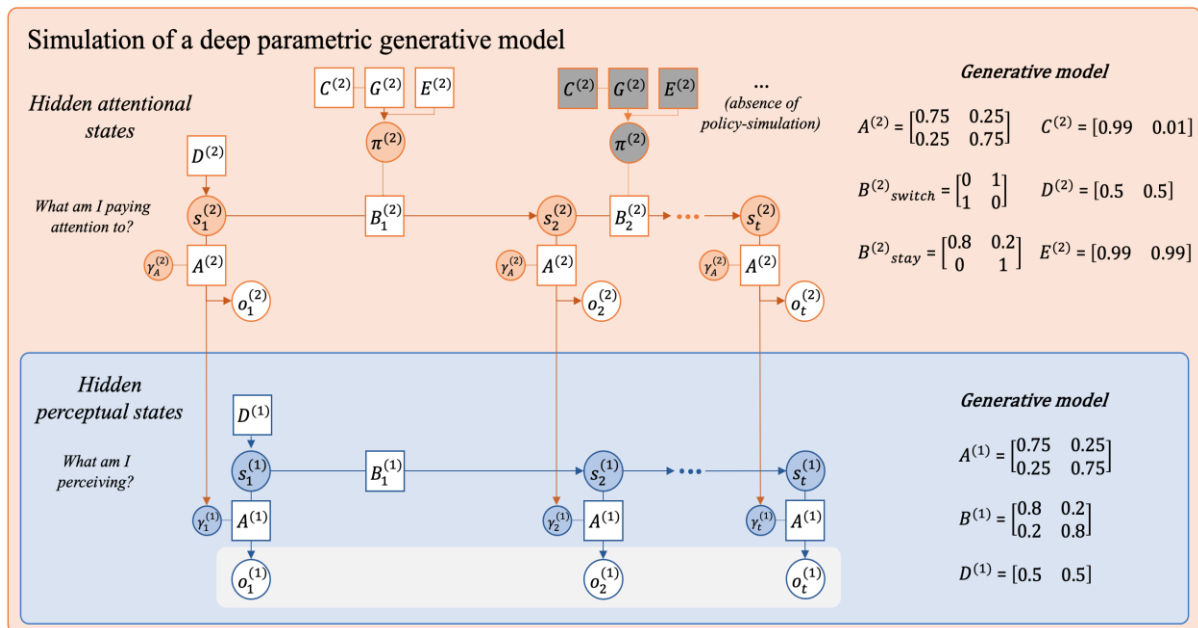 Simulation of a deep parametric generative model
Hidden attentional
states
C⁽²⁾ G⁽²⁾ E⁽²⁾
C⁽²⁾ G⁽²⁾ E⁽²⁾
...
(absence of
policy-simulation)
π⁽²⁾
π⁽²⁾
D⁽²⁾
What am I paying
attention to?
s₁⁽²⁾ B₁⁽²⁾ s₂⁽²⁾ B₂⁽²⁾ ... sₜ⁽²⁾
γ_A⁽²⁾ A⁽²⁾ γ_A⁽²⁾ A⁽²⁾ γ_A⁽²⁾ A⁽²⁾
o₁⁽²⁾ o₂⁽²⁾ oₜ⁽²⁾
Generative model
A⁽²⁾ = [0.75 0.25
0.25 0.75] C⁽²⁾ = [0.99 0.01]
B⁽²⁾switch = [0 1
1 0] D⁽²⁾ = [0.5 0.5]
B⁽²⁾stay = [0.8 0.2
0 1] E⁽²⁾ = [0.99 0.99]
Hidden
perceptual states
D⁽¹⁾
What am I
perceiving?
s₁⁽¹⁾ B₁⁽¹⁾ s₂⁽¹⁾ ... sₜ⁽¹⁾
γ₁⁽¹⁾ A⁽¹⁾ γ₂⁽¹⁾ A⁽¹⁾ γₜ⁽¹⁾ A⁽¹⁾
o₁⁽¹⁾ o₂⁽¹⁾ oₜ⁽¹⁾
Generative model
A⁽¹⁾ = [0.75 0.25
0.25 0.75]
B⁽¹⁾ = [0.8 0.2
0.2 0.8]
D⁽¹⁾ = [0.5 0.5]